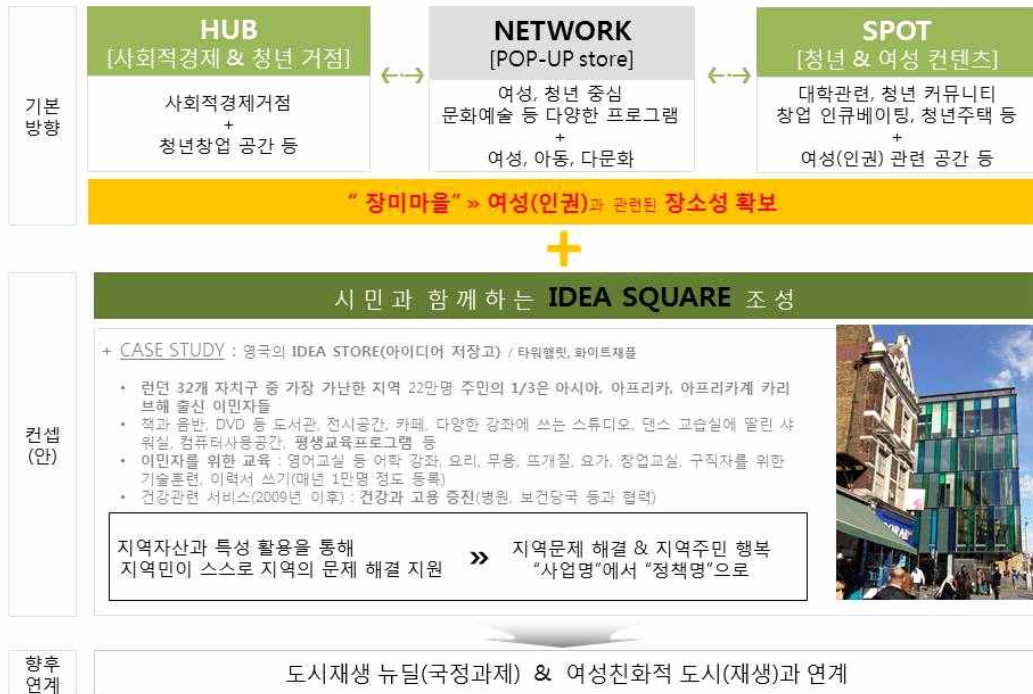 기본
방향
HUB
[사회적경제 & 청년 거점]
사회적경제거점
+
청년창업 공간 등
NETWORK
[POP-UP store]
여성, 청년 중심
문화예술 등 다양한 프로그램
+
여성, 아동, 다문화
SPOT
[청년 & 여성 컨텐츠]
대학관련, 청년 커뮤니티
창업 인큐베이팅, 청년주택 등
+
여성(인권) 관련 공간 등
“ 장미마을” » 여성(인권)과 관련된 장소성 확보
+
컨셉
(안)
시민과 함께하는 IDEA SQUARE 조성
+ CASE STUDY : 영국의 IDEA STORE(아이디어 저장고) / 타워햄릿, 화이트채플
• 런던 32개 자치구 중 가장 가난한 지역 22만명 주민의 1/3은 아시아, 아프리카, 아프리카계 카리
브해 출신 이민자들
• 책과 음반, DVD 등 도서관, 전시공간, 카페, 다양한 강좌에 쓰는 스튜디오, 댄스 교습실에 딸린 샤
워실, 컴퓨터사용공간, 평생교육프로그램 등
• 이민자를 위한 교육 : 영어교실 등 어학 강좌, 요리, 무용, 뜨개질, 요가, 창업교실, 구직자를 위한
기술훈련, 이력서 쓰기(매년 1만명 정도 등록)
• 건강관련 서비스(2009년 이후) : 건강과 고용 증진(병원, 보건당국 등과 협력)
지역자산과 특성 활용을 통해
지역민이 스스로 지역의 문제 해결 지원
»
지역문제 해결 & 지역주민 행복
“사업명”에서 “정책명”으로
향후
연계
도시재생 뉴딜(국정과제) & 여성친화적 도시(재생)과 연계